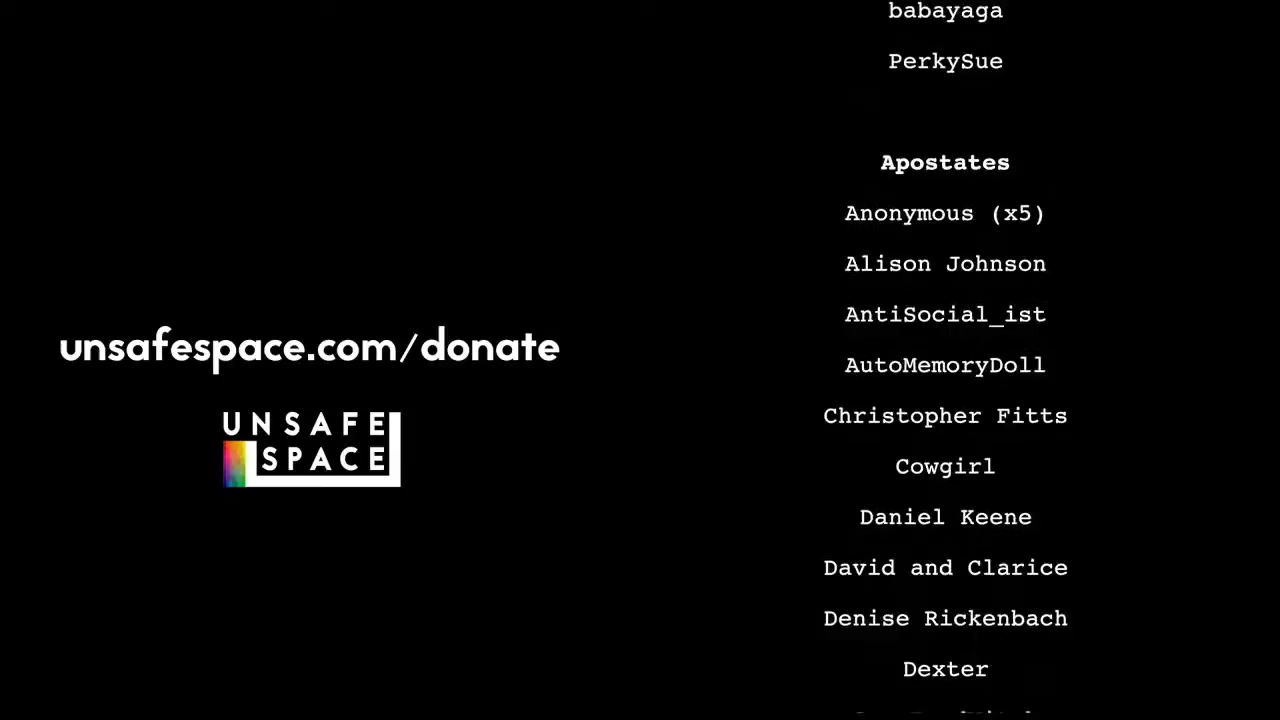 unsafespace.com/donate
UNSAFE
SPACE
babayaga
PerkySue
Apostates
Anonymous (x5)
Alison Johnson
AntiSocial_ist
AutoMemoryDoll
Christopher Fitts
Cowgirl
Daniel Keene
David and Clarice
Denise Rickenbach
Dexter